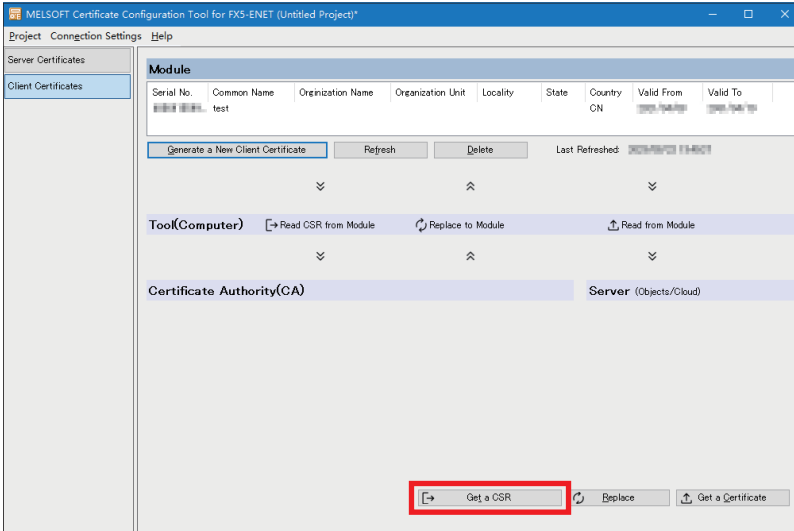 MELSOFT Certificate Configuration Tool for FX5-ENET (Untitled Project)*
Project Connection Settings Help
Server Certificates
Client Certificates
Module
Serial No. Common Name Orginization Name Organization Unit Locality State Country Valid From Valid To
test CN
Generate a New Client Certificate Refresh Delete Last Refreshed:
Tool(Computer) Read CSR from Module Replace to Module Read from Module
Certificate Authority(CA) Server (Objects/Cloud)
Get a CSR Replace Get a Certificate